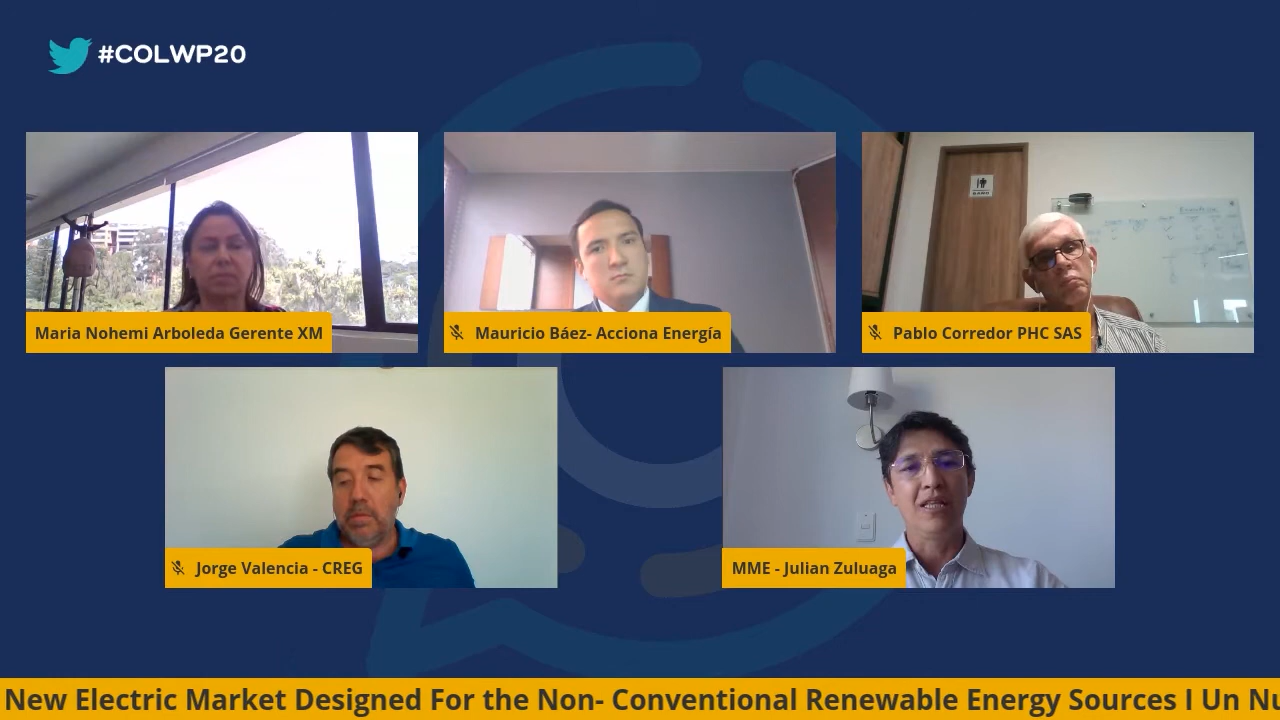 #COLWP20
Maria Nohemi Arboleda Gerente XM
Mauricio Báez- Acciona Energía
Pablo Corredor PHC SAS
Jorge Valencia - CREG
MME - Julian Zuluaga
New Electric Market Designed For the Non- Conventional Renewable Energy Sources I Un